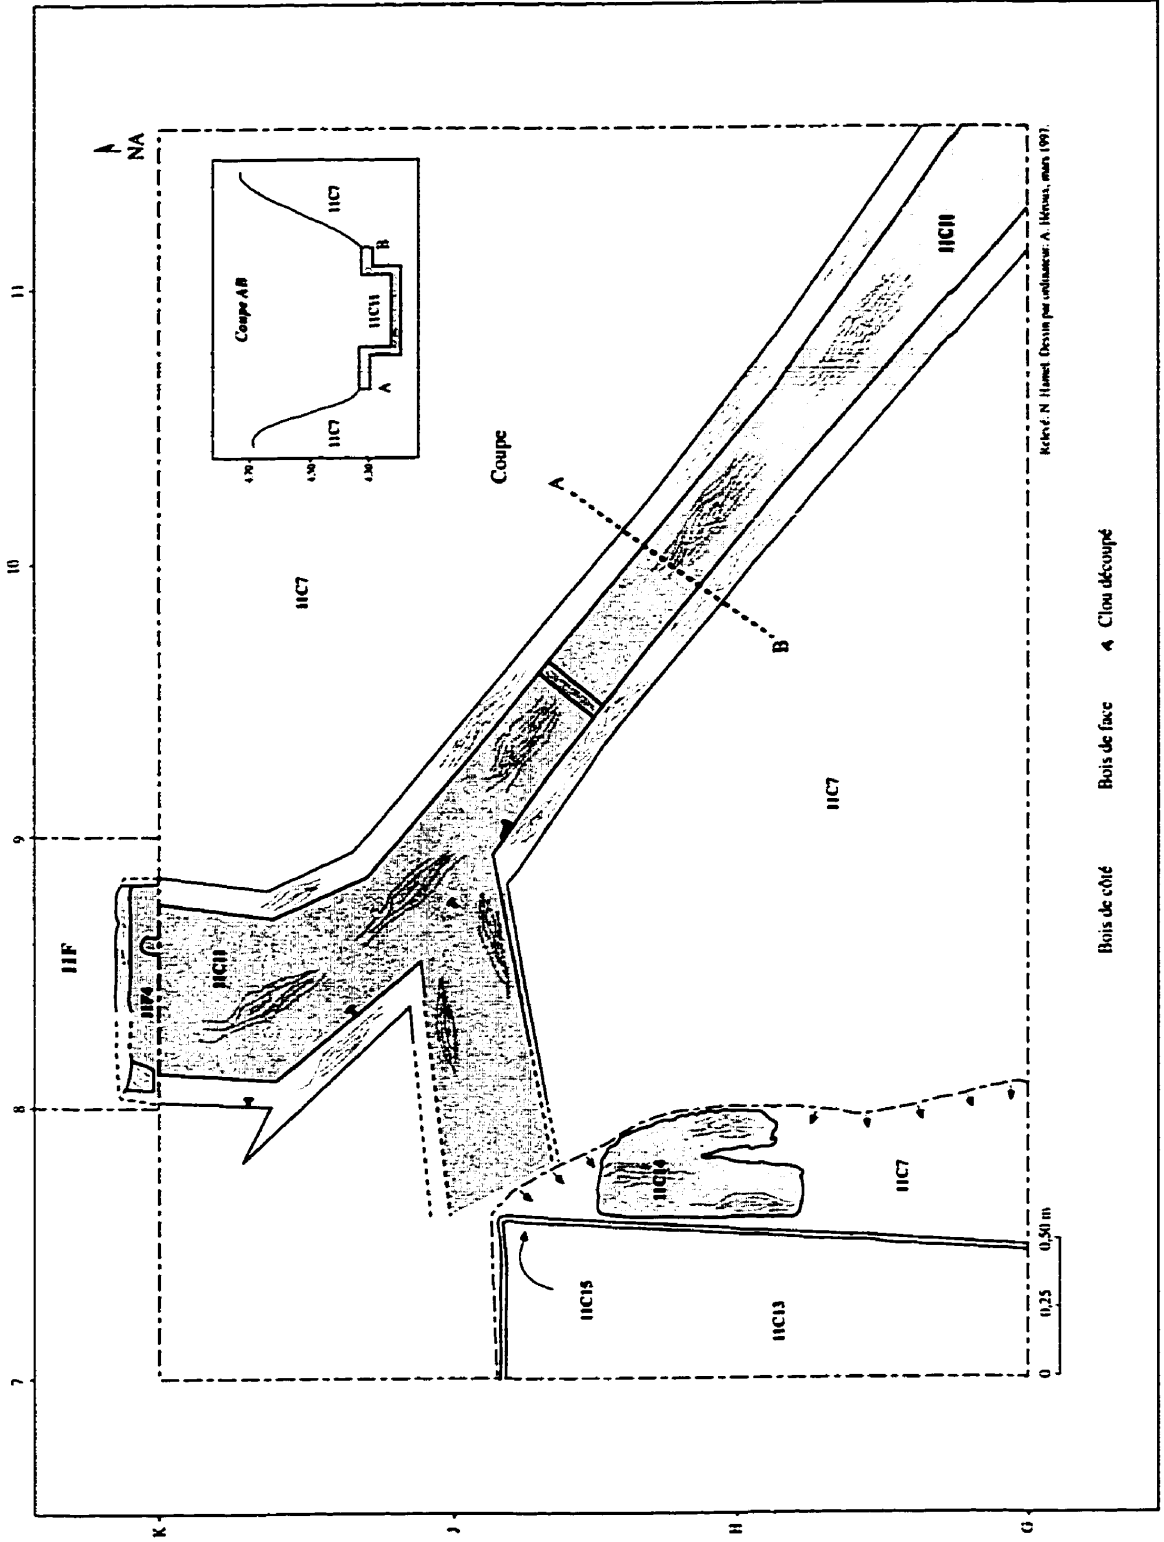 7
8
9
10
11
K
J
H
G
NA
11F
11F4
11C11
Coupe AB
11C7
11C7
11C11
A
B
4.70
4.50
4.30
11C7
Coupe
A
B
11C11
11C7
11C7
11C14
11C15
11C13
0
0,25
0,50 m
Bois de côté
Bois de face
Clou découpé
Relevé: N. Hamel. Dessin par ordinateur: A. Héroux, mars 1997.